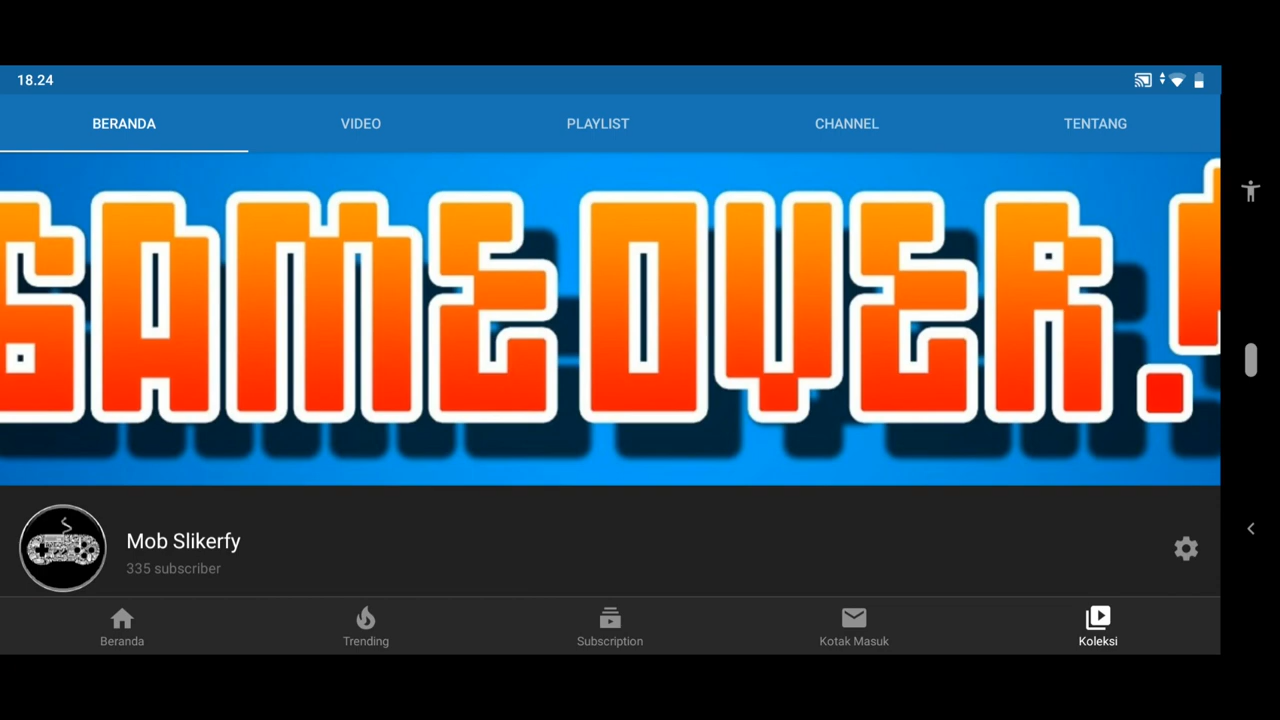 18.24
BERANDA VIDEO PLAYLIST CHANNEL TENTANG
GAME OVER.!
Mob Slikerfy
335 subscriber
Beranda Trending Subscription Kotak Masuk Koleksi